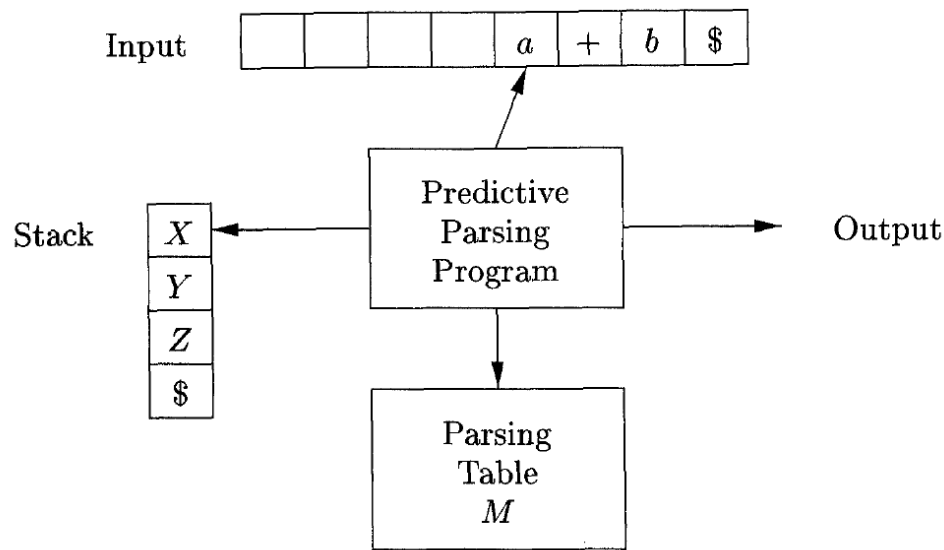 Input a + b $
Predictive
Parsing
Program
Stack X Output
Y
Z
$
Parsing
Table
M